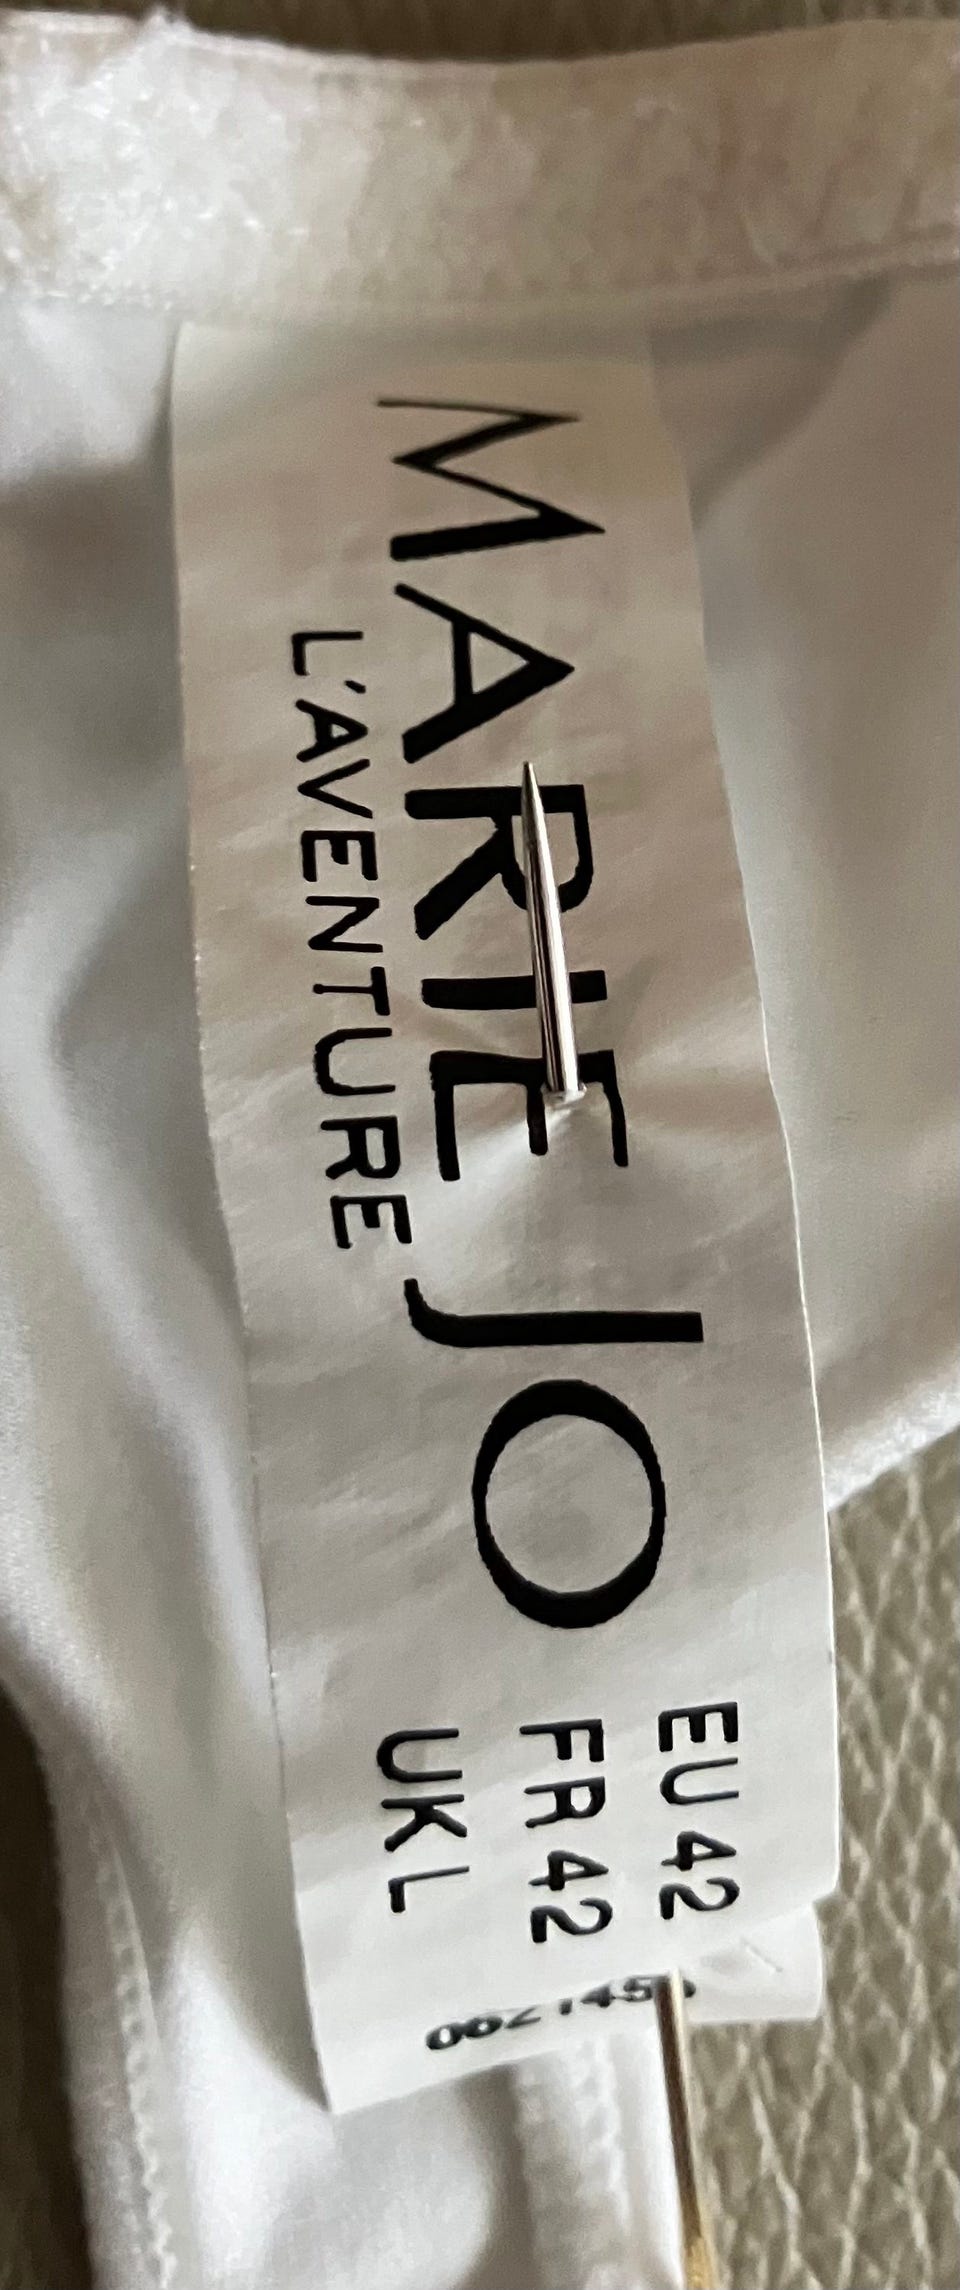 MARIE JO
L'AVENTURE
EU 42
FR 42
UK L